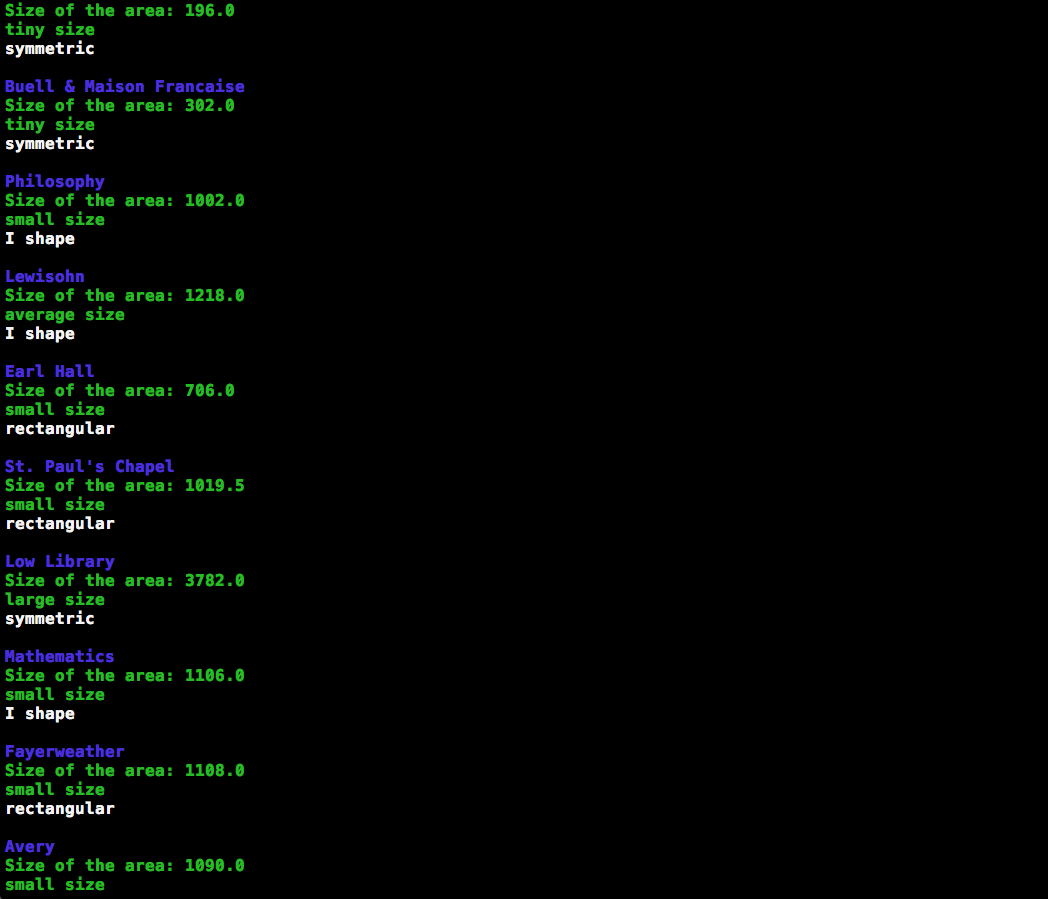 Size of the area: 196.0
tiny size
symmetric
Buell & Maison Francaise
Size of the area: 302.0
tiny size
symmetric
Philosophy
Size of the area: 1002.0
small size
I shape
Lewisohn
Size of the area: 1218.0
average size
I shape
Earl Hall
Size of the area: 706.0
small size
rectangular
St. Paul's Chapel
Size of the area: 1019.5
small size
rectangular
Low Library
Size of the area: 3782.0
large size
symmetric
Mathematics
Size of the area: 1106.0
small size
I shape
Fayerweather
Size of the area: 1108.0
small size
rectangular
Avery
Size of the area: 1090.0
small size